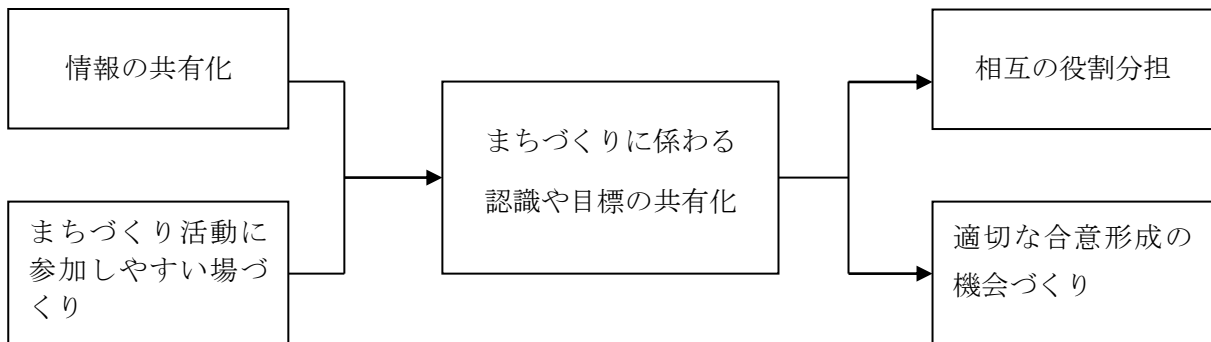 情報の共有化
まちづくり活動に
参加しやすい場づ
くり
まちづくりに係わる
認識や目標の共有化
相互の役割分担
適切な合意形成の
機会づくり